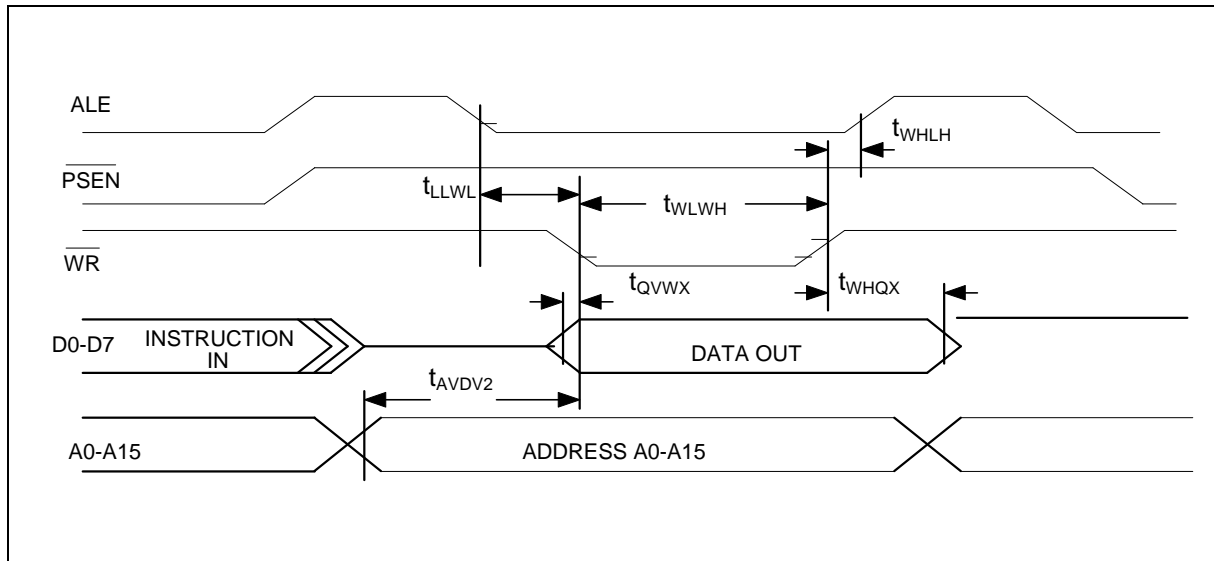 ALE
tWHLH
PSEN
tLLWL
tWLWH
WR
tQVWX
tWHQX
D0-D7
INSTRUCTION
IN
DATA OUT
tAVDV2
A0-A15
ADDRESS A0-A15